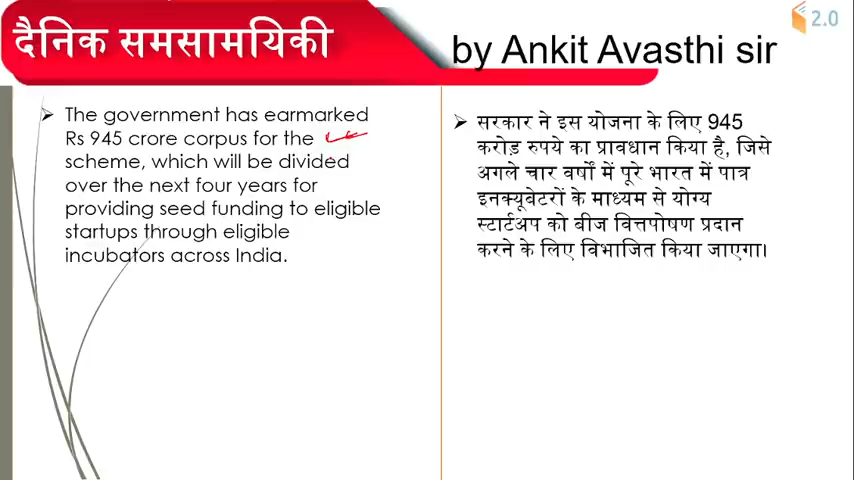 दैनिक समसामयिकी
by Ankit Avasthi sir
2.0
The government has earmarked
Rs 945 crore corpus for the
scheme, which will be divided
over the next four years for
providing seed funding to eligible
startups through eligible
incubators across India.
सरकार ने इस योजना के लिए 945
करोड़ रुपये का प्रावधान किया है, जिसे
अगले चार वर्षों में पूरे भारत में पात्र
इनक्यूबेटरों के माध्यम से योग्य
स्टार्टअप को बीज वित्तपोषण प्रदान
करने के लिए विभाजित किया जाएगा।